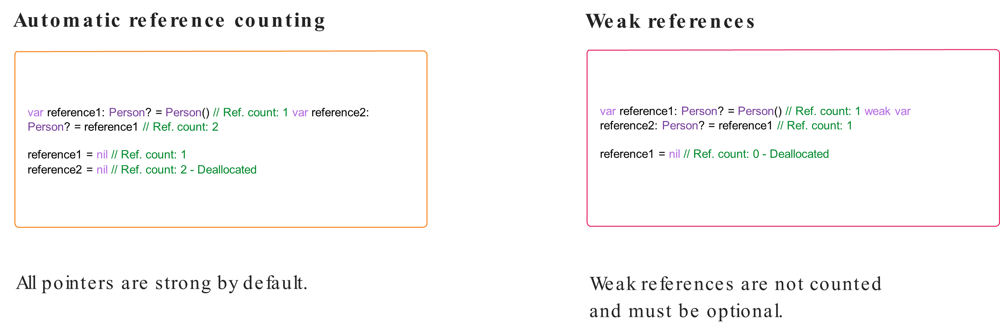 Automatic reference counting
var reference1: Person? = Person() // Ref. count: 1 var reference2:
Person? = reference1 // Ref. count: 2
reference1 = nil // Ref. count: 1
reference2 = nil // Ref. count: 2 - Deallocated
All pointers are strong by default.
Weak references
var reference1: Person? = Person() // Ref. count: 1 weak var
reference2: Person? = reference1 // Ref. count: 1
reference1 = nil // Ref. count: 0 - Deallocated
Weak references are not counted
and must be optional.